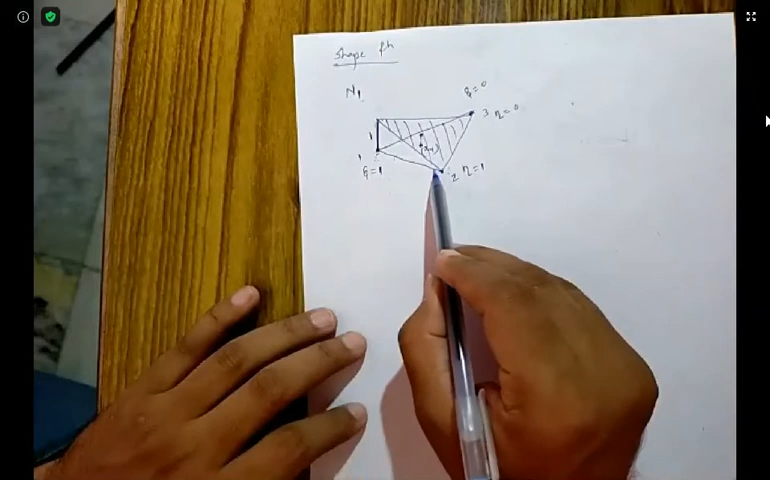 Shape fn
N₁
ξ = 0
3 η = 0
1
1
(x,y)
ξ = 1
2 η = 1